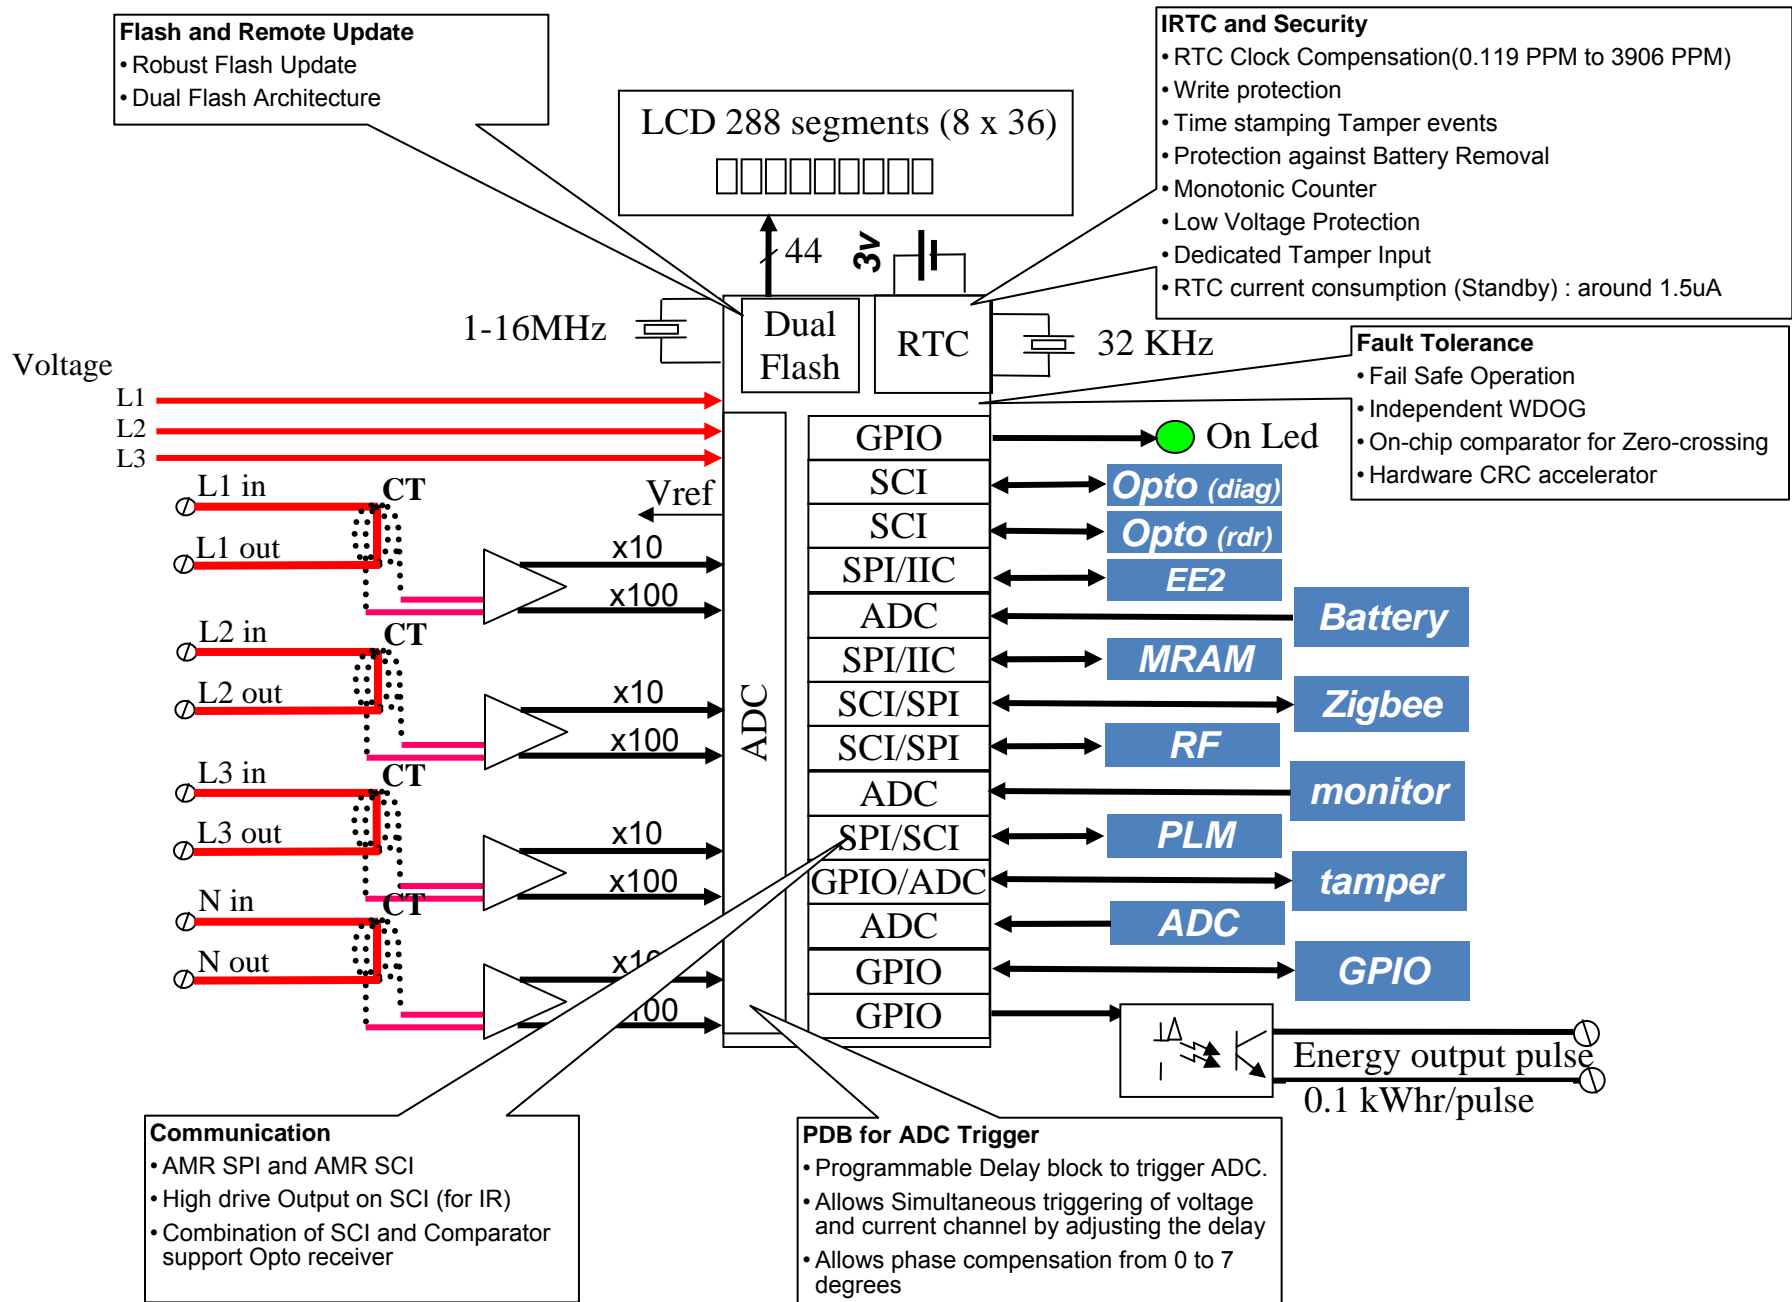 Flash and Remote Update
• Robust Flash Update
• Dual Flash Architecture
LCD 288 segments (8 x 36)
44
3v
IRTC and Security
• RTC Clock Compensation(0.119 PPM to 3906 PPM)
• Write protection
• Time stamping Tamper events
• Protection against Battery Removal
• Monotonic Counter
• Low Voltage Protection
• Dedicated Tamper Input
• RTC current consumption (Standby) : around 1.5uA
1-16MHz
Dual
Flash
RTC
32 KHz
Fault Tolerance
• Fail Safe Operation
• Independent WDOG
• On-chip comparator for Zero-crossing
• Hardware CRC accelerator
Voltage
L1
L2
L3
Vref
L1 in
CT
L1 out
x10
x100
L2 in
CT
L2 out
x10
x100
L3 in
CT
L3 out
x10
x100
N in
CT
N out
x10
100
ADC
GPIO
On Led
SCI
Opto (diag)
SCI
Opto (rdr)
SPI/IIC
EE2
ADC
Battery
SPI/IIC
MRAM
SCI/SPI
Zigbee
SCI/SPI
RF
ADC
monitor
SPI/SCI
PLM
GPIO/ADC
tamper
ADC
ADC
GPIO
GPIO
GPIO
Energy output pulse
0.1 kWhr/pulse
Communication
• AMR SPI and AMR SCI
• High drive Output on SCI (for IR)
• Combination of SCI and Comparator
support Opto receiver
PDB for ADC Trigger
• Programmable Delay block to trigger ADC.
• Allows Simultaneous triggering of voltage
and current channel by adjusting the delay
• Allows phase compensation from 0 to 7
degrees